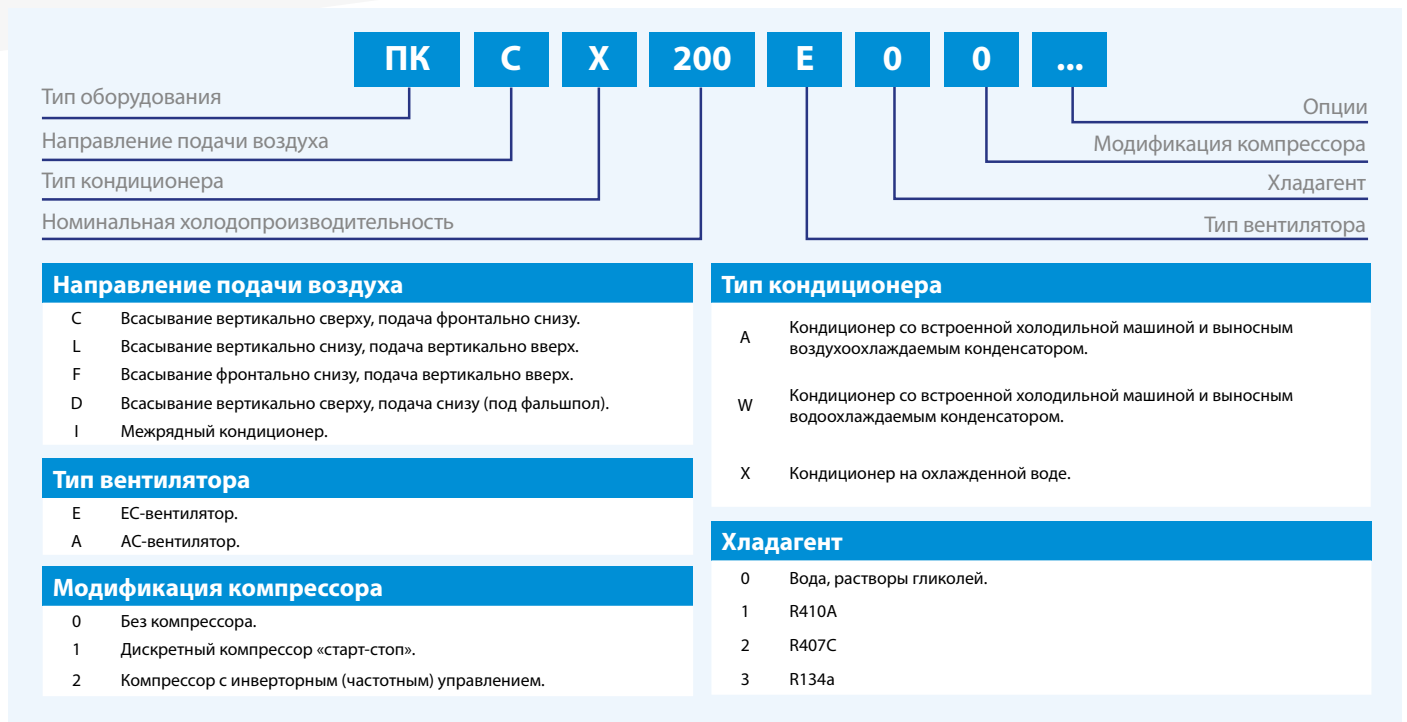 ПК С Х 200 Е 0 0 ...
Тип оборудования
Направление подачи воздуха
Тип кондиционера
Номинальная холодопроизводительность
Опции
Модификация компрессора
Хладагент
Тип вентилятора
Направление подачи воздуха
C Всасывание вертикально сверху, подача фронтально снизу.
L Всасывание вертикально снизу, подача вертикально вверх.
F Всасывание фронтально снизу, подача вертикально вверх.
D Всасывание вертикально сверху, подача снизу (под фальшпол).
I Межрядный кондиционер.
Тип вентилятора
E ЕС-вентилятор.
A АС-вентилятор.
Модификация компрессора
0 Без компрессора.
1 Дискретный компрессор «старт-стоп».
2 Компрессор с инверторным (частотным) управлением.
Тип кондиционера
A Кондиционер со встроенной холодильной машиной и выносным
воздухоохлаждаемым конденсатором.
W Кондиционер со встроенной холодильной машиной и выносным
водоохлаждаемым конденсатором.
X Кондиционер на охлажденной воде.
Хладагент
0 Вода, растворы гликолей.
1 R410A
2 R407C
3 R134a